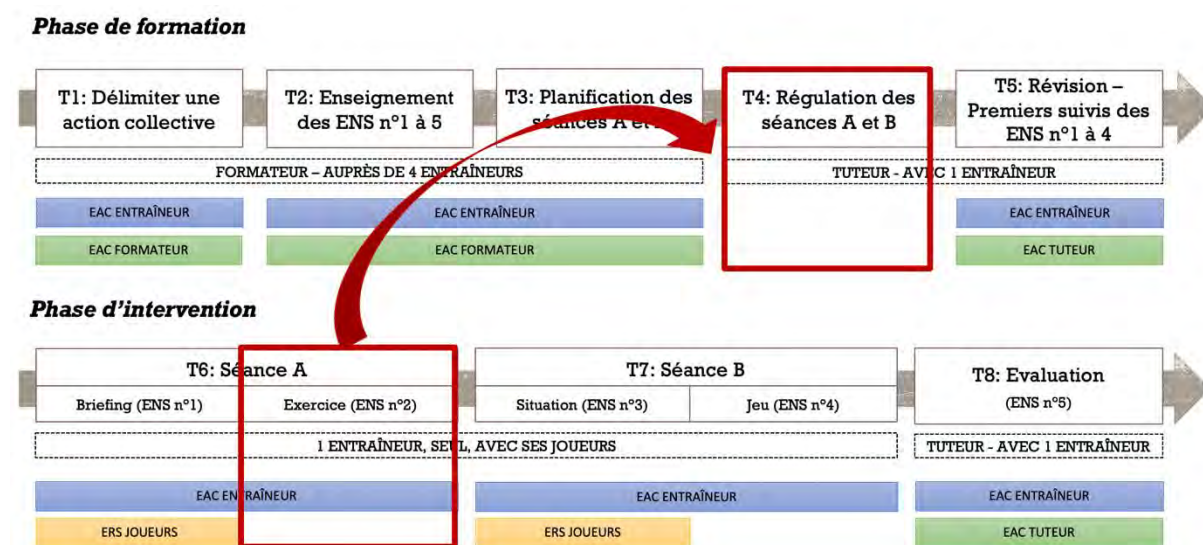 Phase de formation
T1: Délimiter une
action collective
T2: Enseignement
des ENS n°1 à 5
T3: Planification des
séances A et
T4: Régulation des
séances A et B
T5: Révision –
Premiers suivis des
ENS n°1 à 4
FORMATEUR – AUPRÈS DE 4 ENTRAÎNEURS
TUTEUR - AVEC 1 ENTRAÎNEUR
EAC ENTRAÎNEUR
EAC ENTRAÎNEUR
EAC ENTRAÎNEUR
EAC FORMATEUR
EAC FORMATEUR
EAC TUTEUR
Phase d’intervention
T6: Séance A
T7: Séance B
T8: Evaluation
(ENS n°5)
Briefing (ENS n°1)
Exercice (ENS n°2)
Situation (ENS n°3)
Jeu (ENS n°4)
1 ENTRAÎNEUR, SEUL, AVEC SES JOUEURS
TUTEUR - AVEC 1 ENTRAÎNEUR
EAC ENTRAÎNEUR
EAC ENTRAÎNEUR
EAC ENTRAÎNEUR
ERS JOUEURS
ERS JOUEURS
EAC TUTEUR